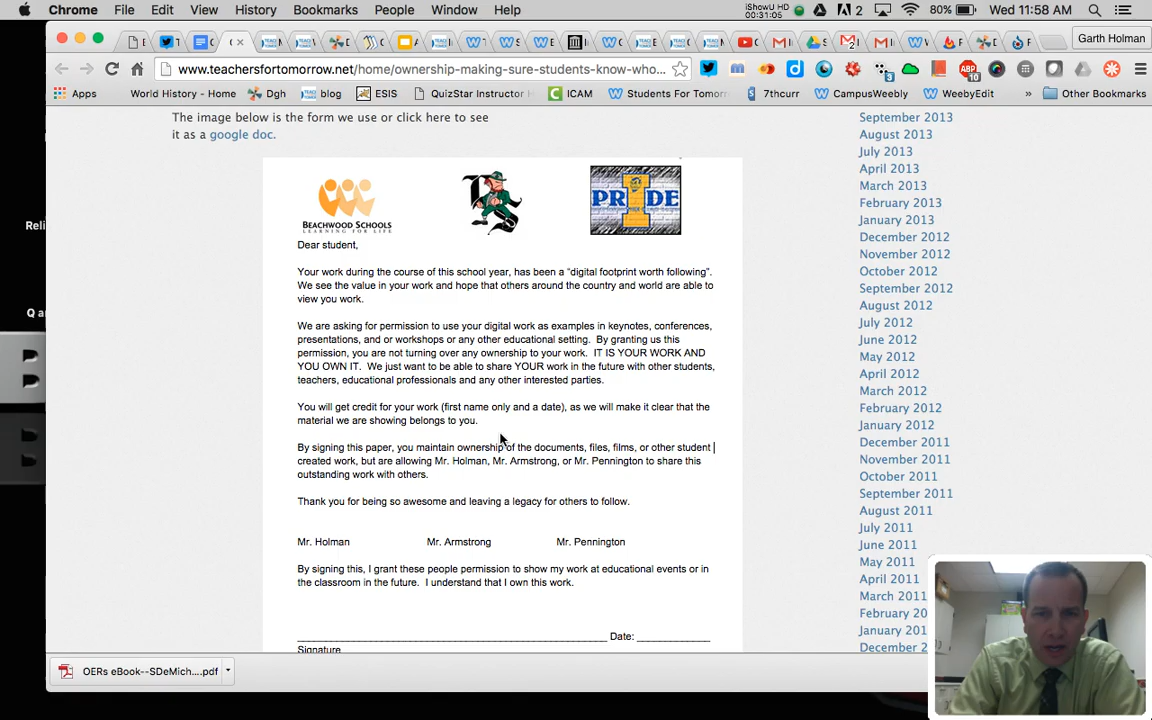 Chrome File Edit View History Bookmarks People Window Help iShowU HD 00:31:05 2 80% Wed 11:58 AM
Garth Holman
www.teachersfortomorrow.net/home/ownership-making-sure-students-know-who...
Apps World History - Home Dgh blog ESIS QuizStar Instructor H ICAM Students For Tomorr 7thcurr CampusWeebly WeebyEdit » Other Bookmarks
The image below is the form we use or click here to see
it as a google doc.
BEACHWOOD SCHOOLS
LEARNING FOR LIFE
PRIDE
Dear student,
Your work during the course of this school year, has been a “digital footprint worth following”.
We see the value in your work and hope that others around the country and world are able to
view you work.
We are asking for permission to use your digital work as examples in keynotes, conferences,
presentations, and or workshops or any other educational setting. By granting us this
permission, you are not turning over any ownership to your work. IT IS YOUR WORK AND
YOU OWN IT. We just want to be able to share YOUR work in the future with other students,
teachers, educational professionals and any other interested parties.
You will get credit for your work (first name only and a date), as we will make it clear that the
material we are showing belongs to you.
By signing this paper, you maintain ownership of the documents, files, films, or other student
created work, but are allowing Mr. Holman, Mr. Armstrong, or Mr. Pennington to share this
outstanding work with others.
Thank you for being so awesome and leaving a legacy for others to follow.
Mr. Holman Mr. Armstrong Mr. Pennington
By signing this, I grant these people permission to show my work at educational events or in
the classroom in the future. I understand that I own this work.
Date:
Signature
September 2013
August 2013
July 2013
April 2013
March 2013
February 2013
January 2013
December 2012
November 2012
October 2012
September 2012
August 2012
July 2012
June 2012
May 2012
April 2012
March 2012
February 2012
January 2012
December 2011
November 2011
October 2011
September 2011
August 2011
July 2011
June 2011
May 2011
April 2011
March 2011
February 20
January 201
December 2
Reli
Q a
OERs eBook--SDeMich....pdf